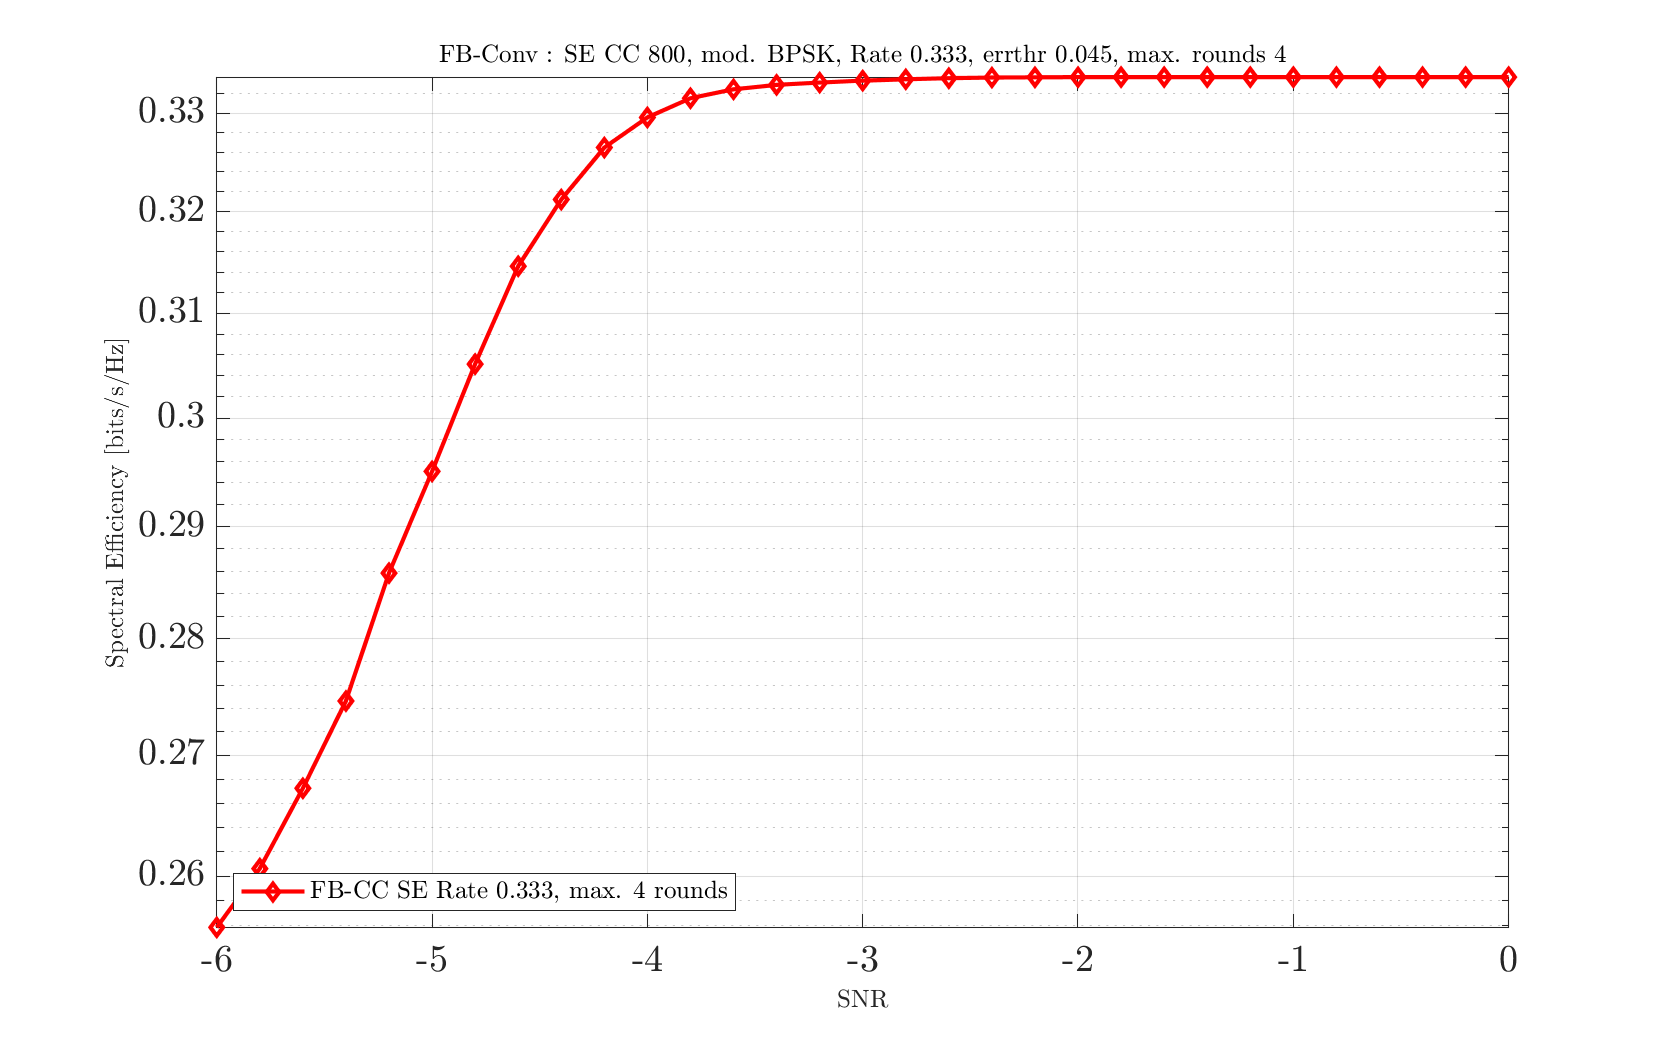 FB-Conv : SE CC 800, mod. BPSK, Rate 0.333, errthr 0.045, max. rounds 4
0.33
0.32
0.31
0.3
0.29
0.28
0.27
0.26
Spectral Efficiency [bits/s/Hz]
FB-CC SE Rate 0.333, max. 4 rounds
-6 -5 -4 -3 -2 -1 0
SNR